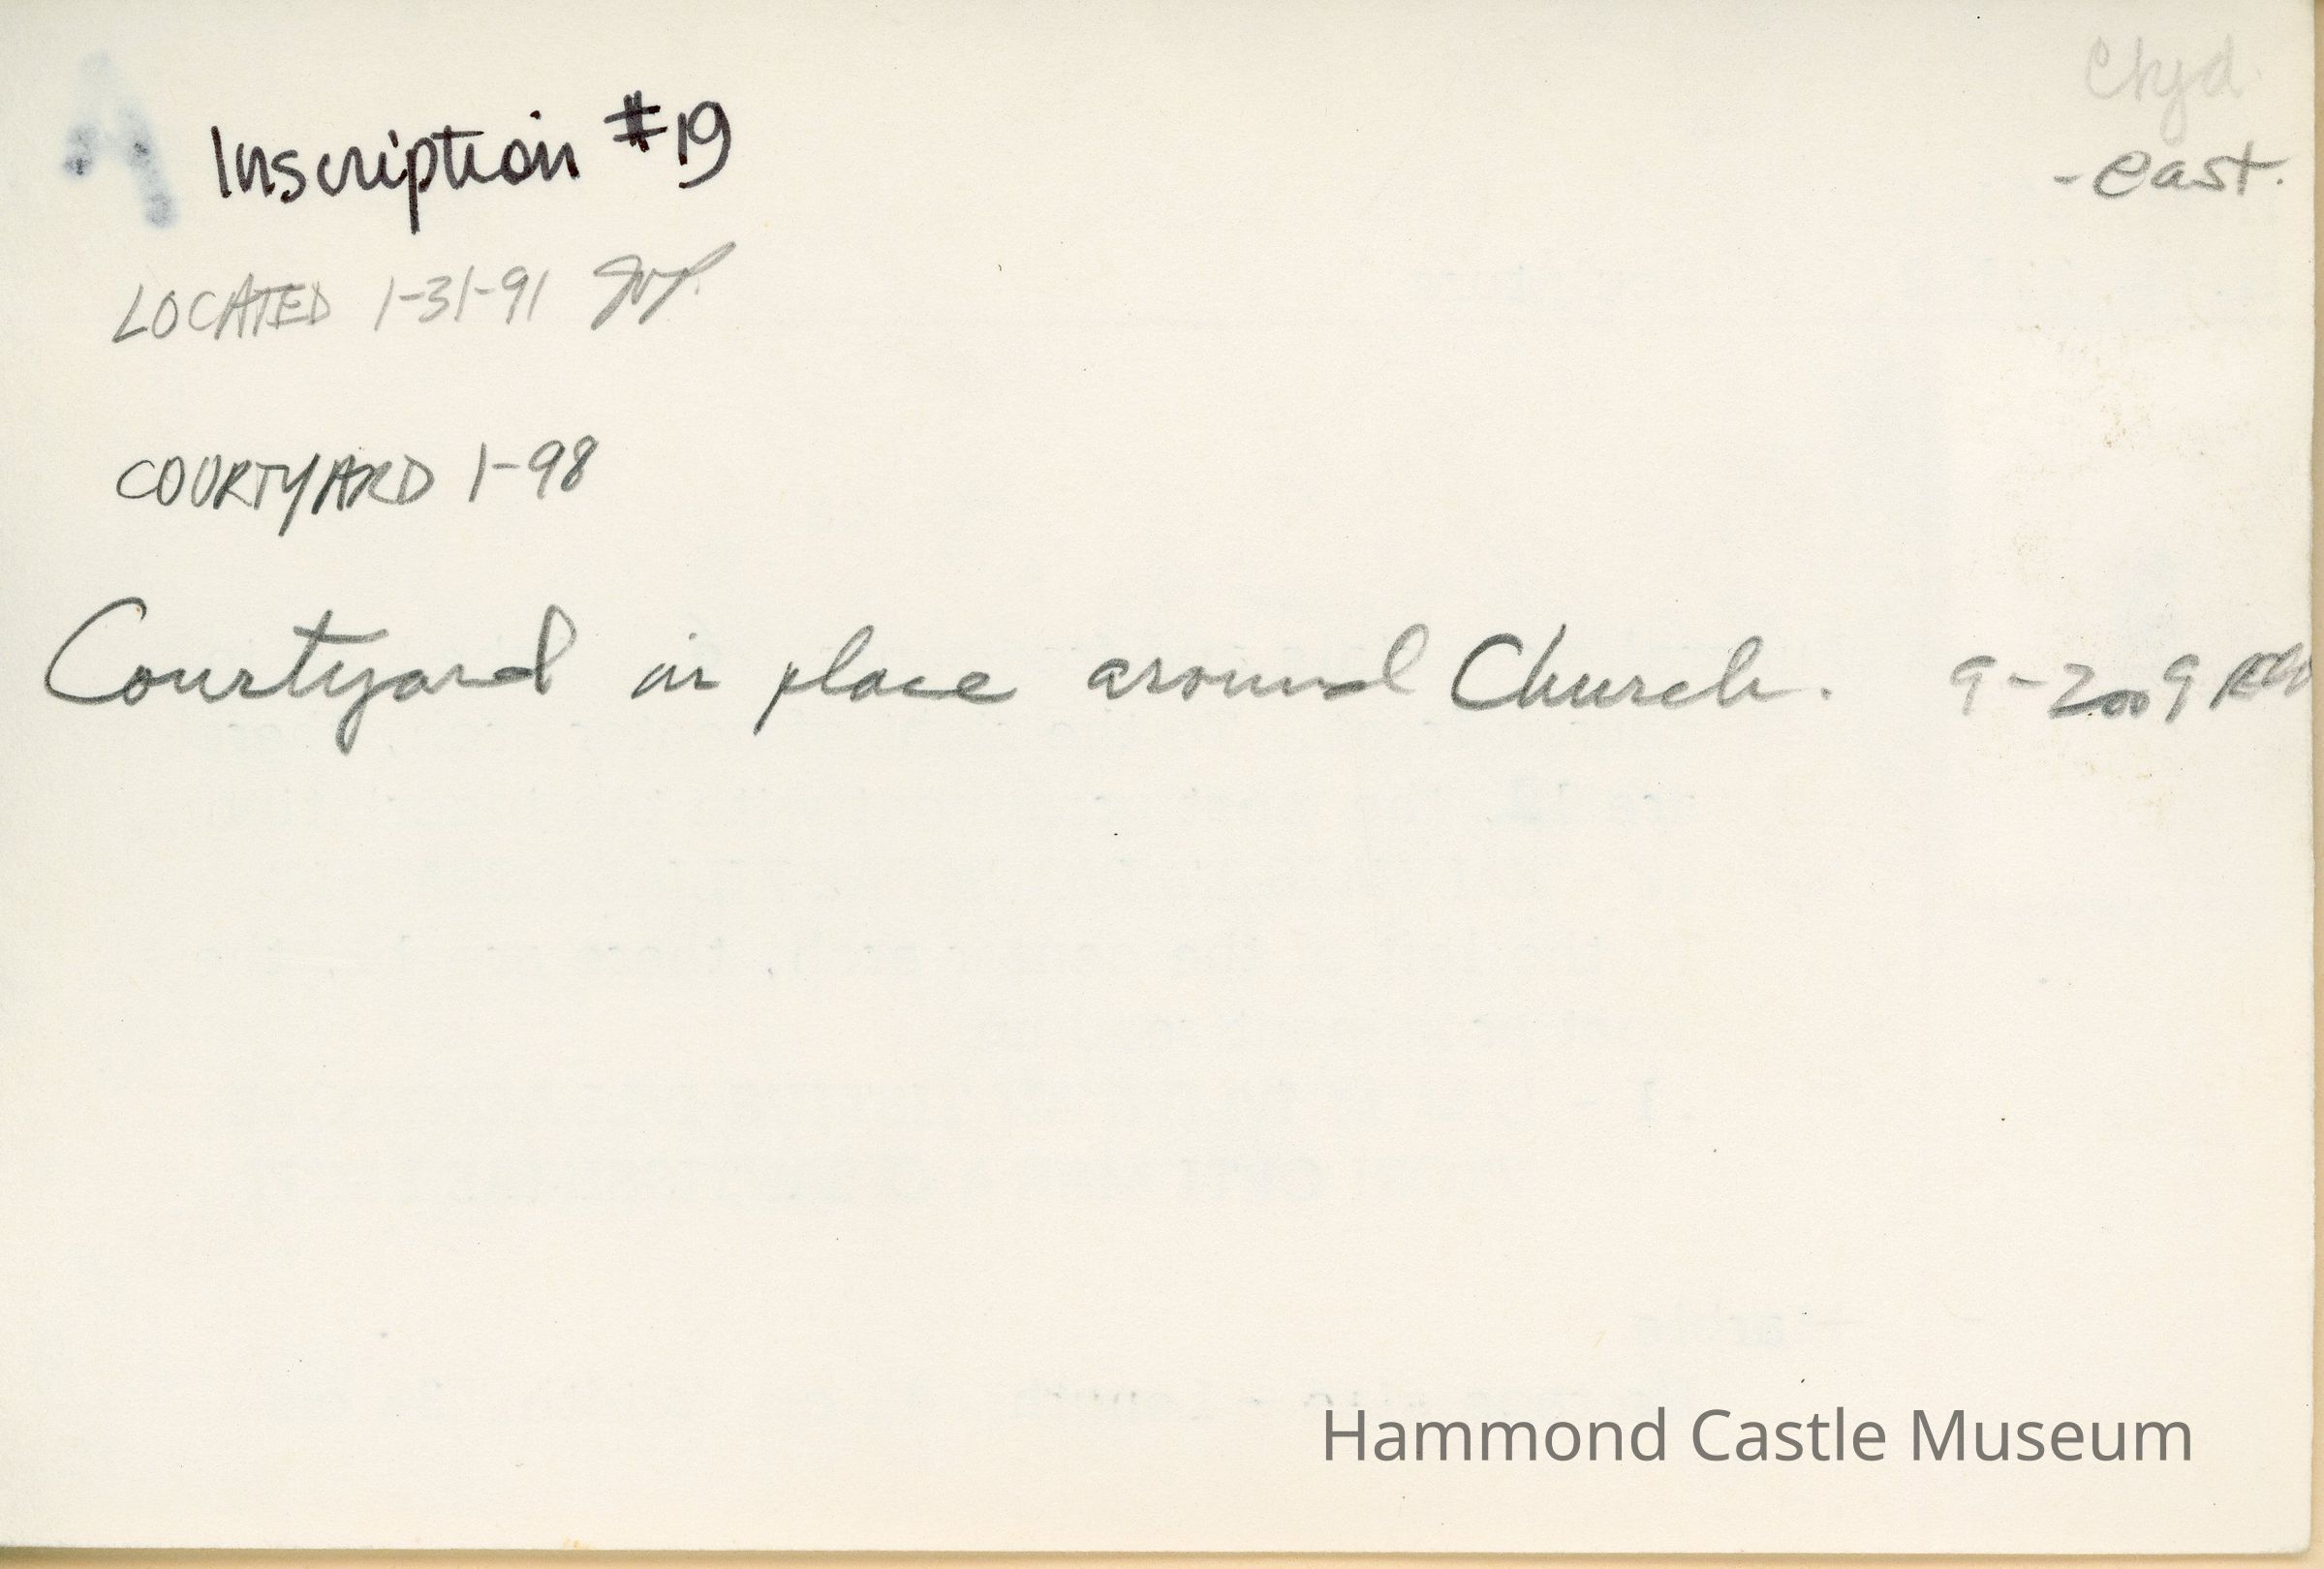 Inscription #19
-east.
LOCATED 1-31-91
COURTYARD 1-98
Courtyard in place around Church. 9-2009
Hammond Castle Museum